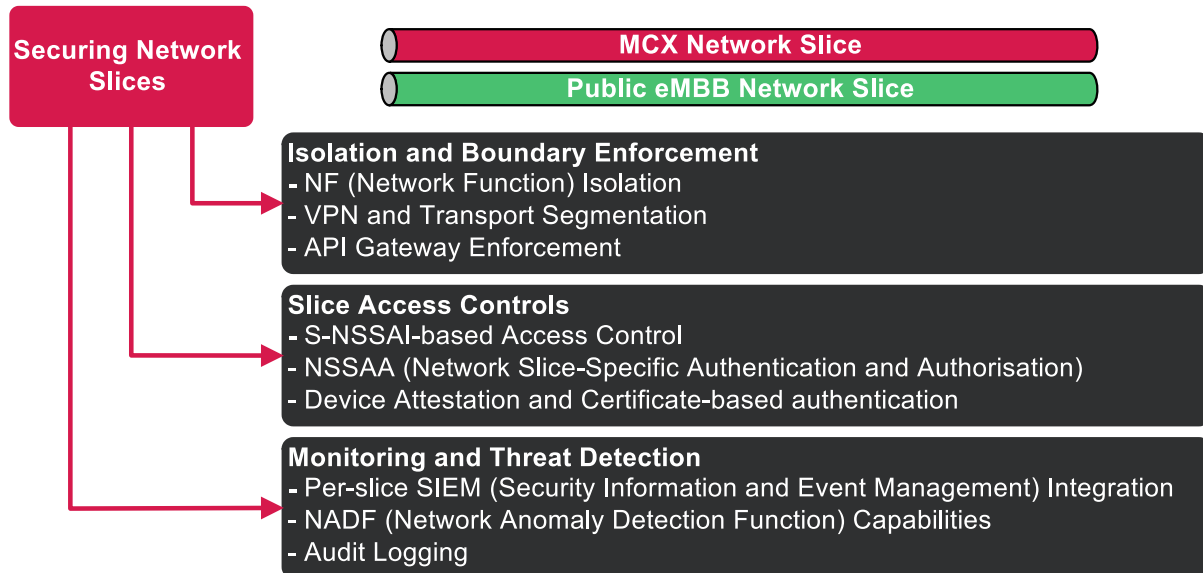 Securing Network
Slices
MCX Network Slice
Public eMBB Network Slice
Isolation and Boundary Enforcement
- NF (Network Function) Isolation
- VPN and Transport Segmentation
- API Gateway Enforcement
Slice Access Controls
- S-NSSAI-based Access Control
- NSSAA (Network Slice-Specific Authentication and Authorisation)
- Device Attestation and Certificate-based authentication
Monitoring and Threat Detection
- Per-slice SIEM (Security Information and Event Management) Integration
- NADF (Network Anomaly Detection Function) Capabilities
- Audit Logging